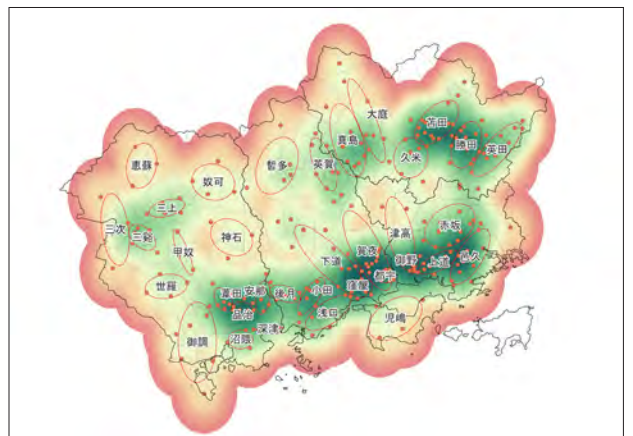 大庭
苫田
真島
勝田
英田
久米
恵蘇
哲多
英賀
奴可
三上
赤坂
三次
三谿
津高
神石
甲奴
賀夜
邑久
下道
御野
上道
都宇
世羅
窪屋
葦田
安那
後月
小田
品治
浅口
児嶋
深津
御調
沼隈